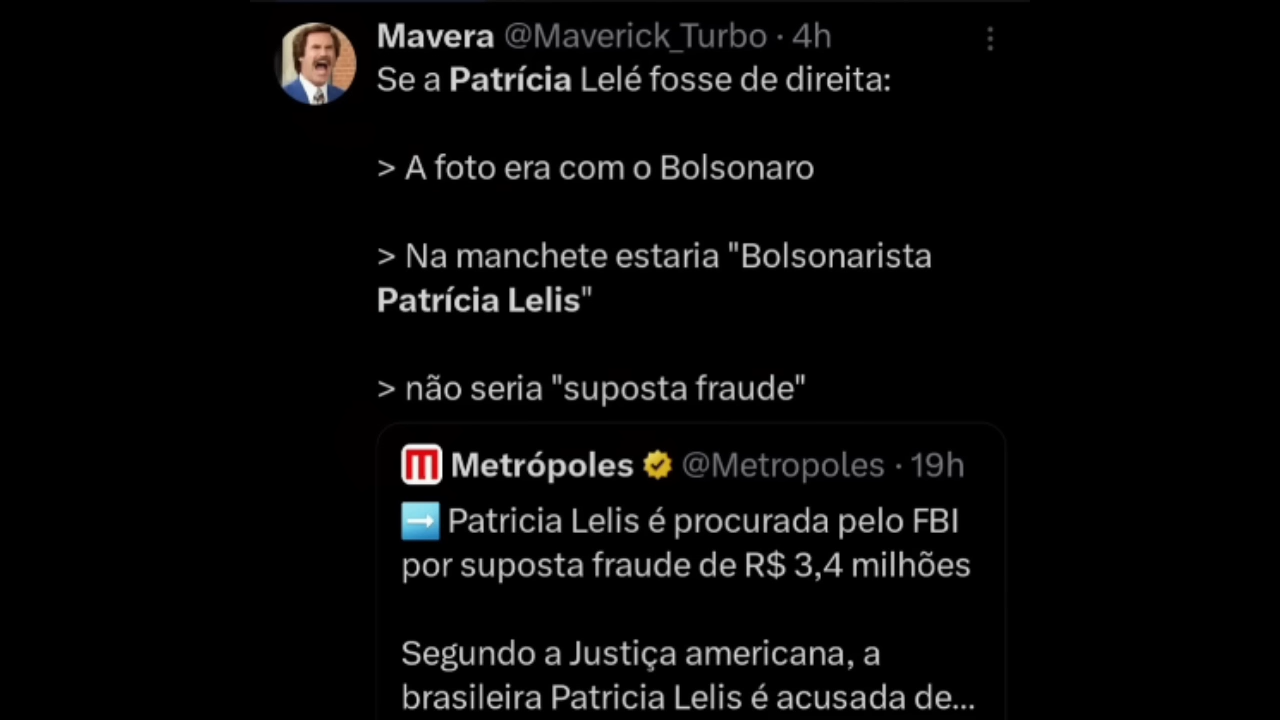 Mavera @Maverick_Turbo · 4h
Se a Patrícia Lelé fosse de direita:
> A foto era com o Bolsonaro
> Na manchete estaria "Bolsonarista
Patrícia Lelis"
> não seria "suposta fraude"
Metrópoles @Metropoles · 19h
➡️ Patricia Lelis é procurada pelo FBI
por suposta fraude de R$ 3,4 milhões
Segundo a Justiça americana, a
brasileira Patricia Lelis é acusada de...